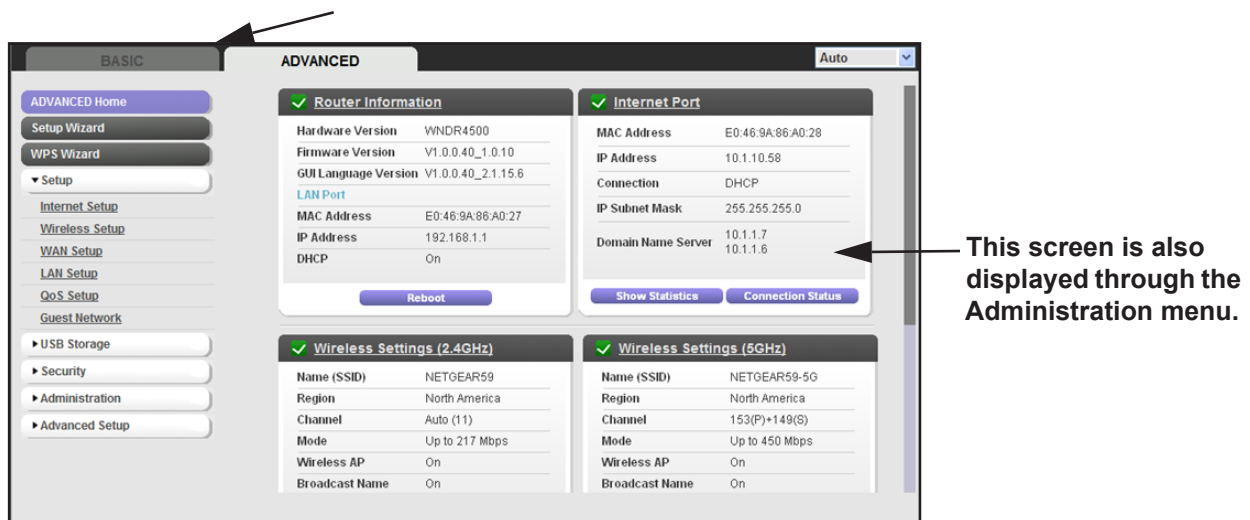 BASIC
ADVANCED
Auto
ADVANCED Home
Setup Wizard
WPS Wizard
Setup
Internet Setup
Wireless Setup
WAN Setup
LAN Setup
QoS Setup
Guest Network
USB Storage
Security
Administration
Advanced Setup
Router Information
Hardware Version WNDR4500
Firmware Version V1.0.0.40_1.0.10
GUI Language Version V1.0.0.40_2.1.15.6
LAN Port
MAC Address E0:46:9A:86:A0:27
IP Address 192.168.1.1
DHCP On
Reboot
Internet Port
MAC Address E0:46:9A:86:A0:28
IP Address 10.1.10.58
Connection DHCP
IP Subnet Mask 255.255.255.0
Domain Name Server 10.1.1.7
10.1.1.6
Show Statistics Connection Status
Wireless Settings (2.4GHz)
Name (SSID) NETGEAR59
Region North America
Channel Auto (11)
Mode Up to 217 Mbps
Wireless AP On
Broadcast Name On
Wireless Settings (5GHz)
Name (SSID) NETGEAR59-5G
Region North America
Channel 153(P)+149(S)
Mode Up to 450 Mbps
Wireless AP On
Broadcast Name On
This screen is also
displayed through the
Administration menu.